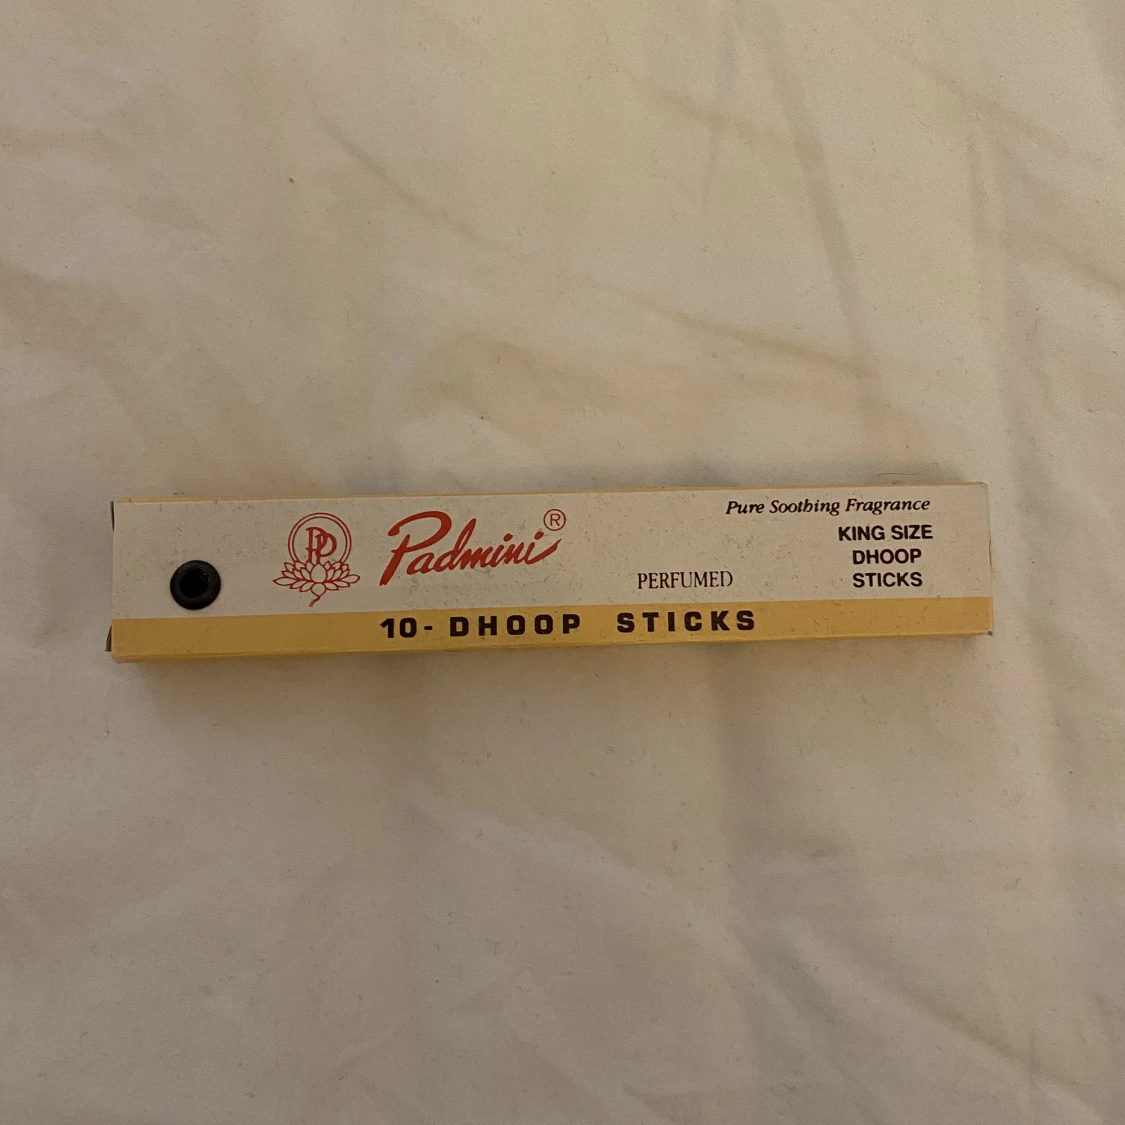 PP
Padmini®
PERFUMED
Pure Soothing Fragrance
KING SIZE
DHOOP
STICKS
10- DHOOP STICKS